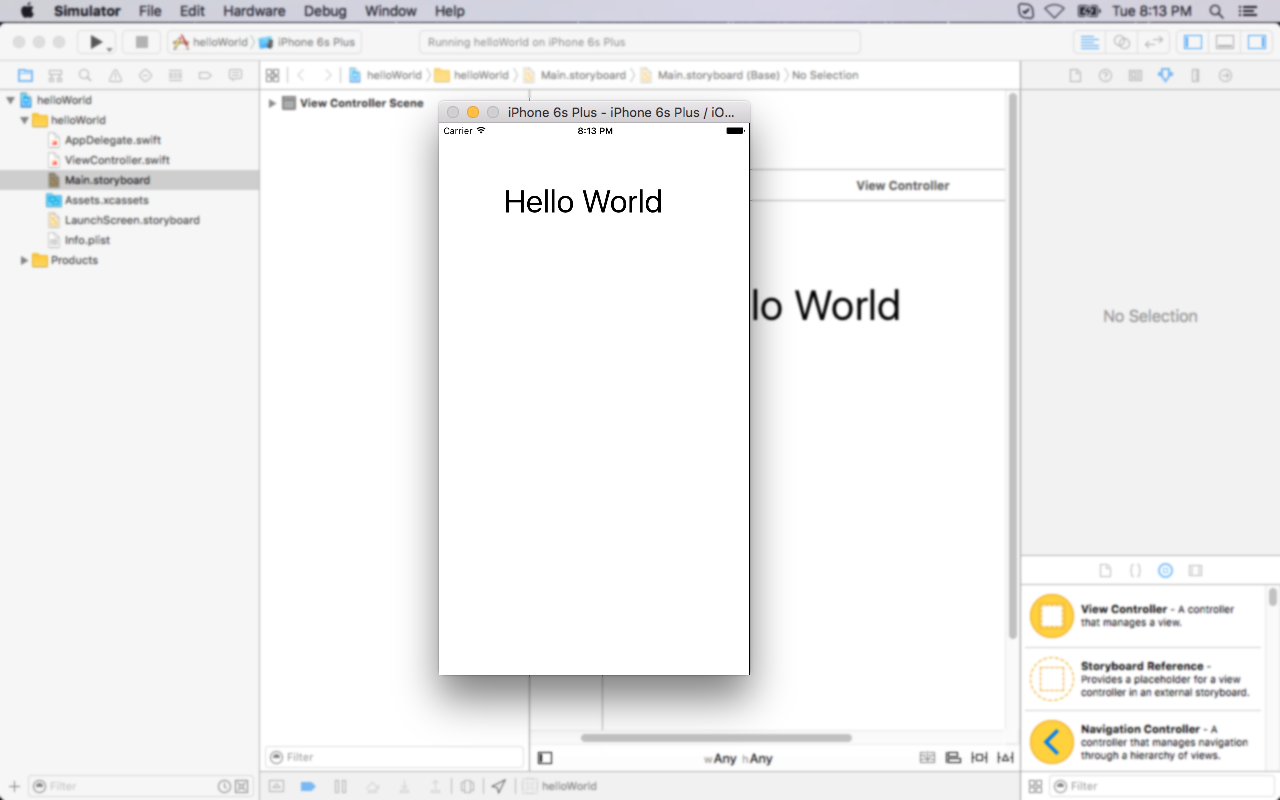 Simulator File Edit Hardware Debug Window Help Tue 8:13 PM
helloWorld iPhone 6s Plus Running helloWorld on iPhone 6s Plus
helloWorld helloWorld Main.storyboard Main.storyboard (Base) No Selection
helloWorld
helloWorld
AppDelegate.swift
ViewController.swift
Main.storyboard
Assets.xcassets
LaunchScreen.storyboard
Info.plist
Products
View Controller Scene
iPhone 6s Plus - iPhone 6s Plus / iO...
Carrier 8:13 PM
Hello World
View Controller
lo World
No Selection
View Controller - A controller
that manages a view.
Storyboard Reference -
Provides a placeholder for a view
controller in an external storyboard.
Navigation Controller - A
controller that manages navigation
through a hierarchy of views.
Filter
wAny hAny
Filter
helloWorld
Filter